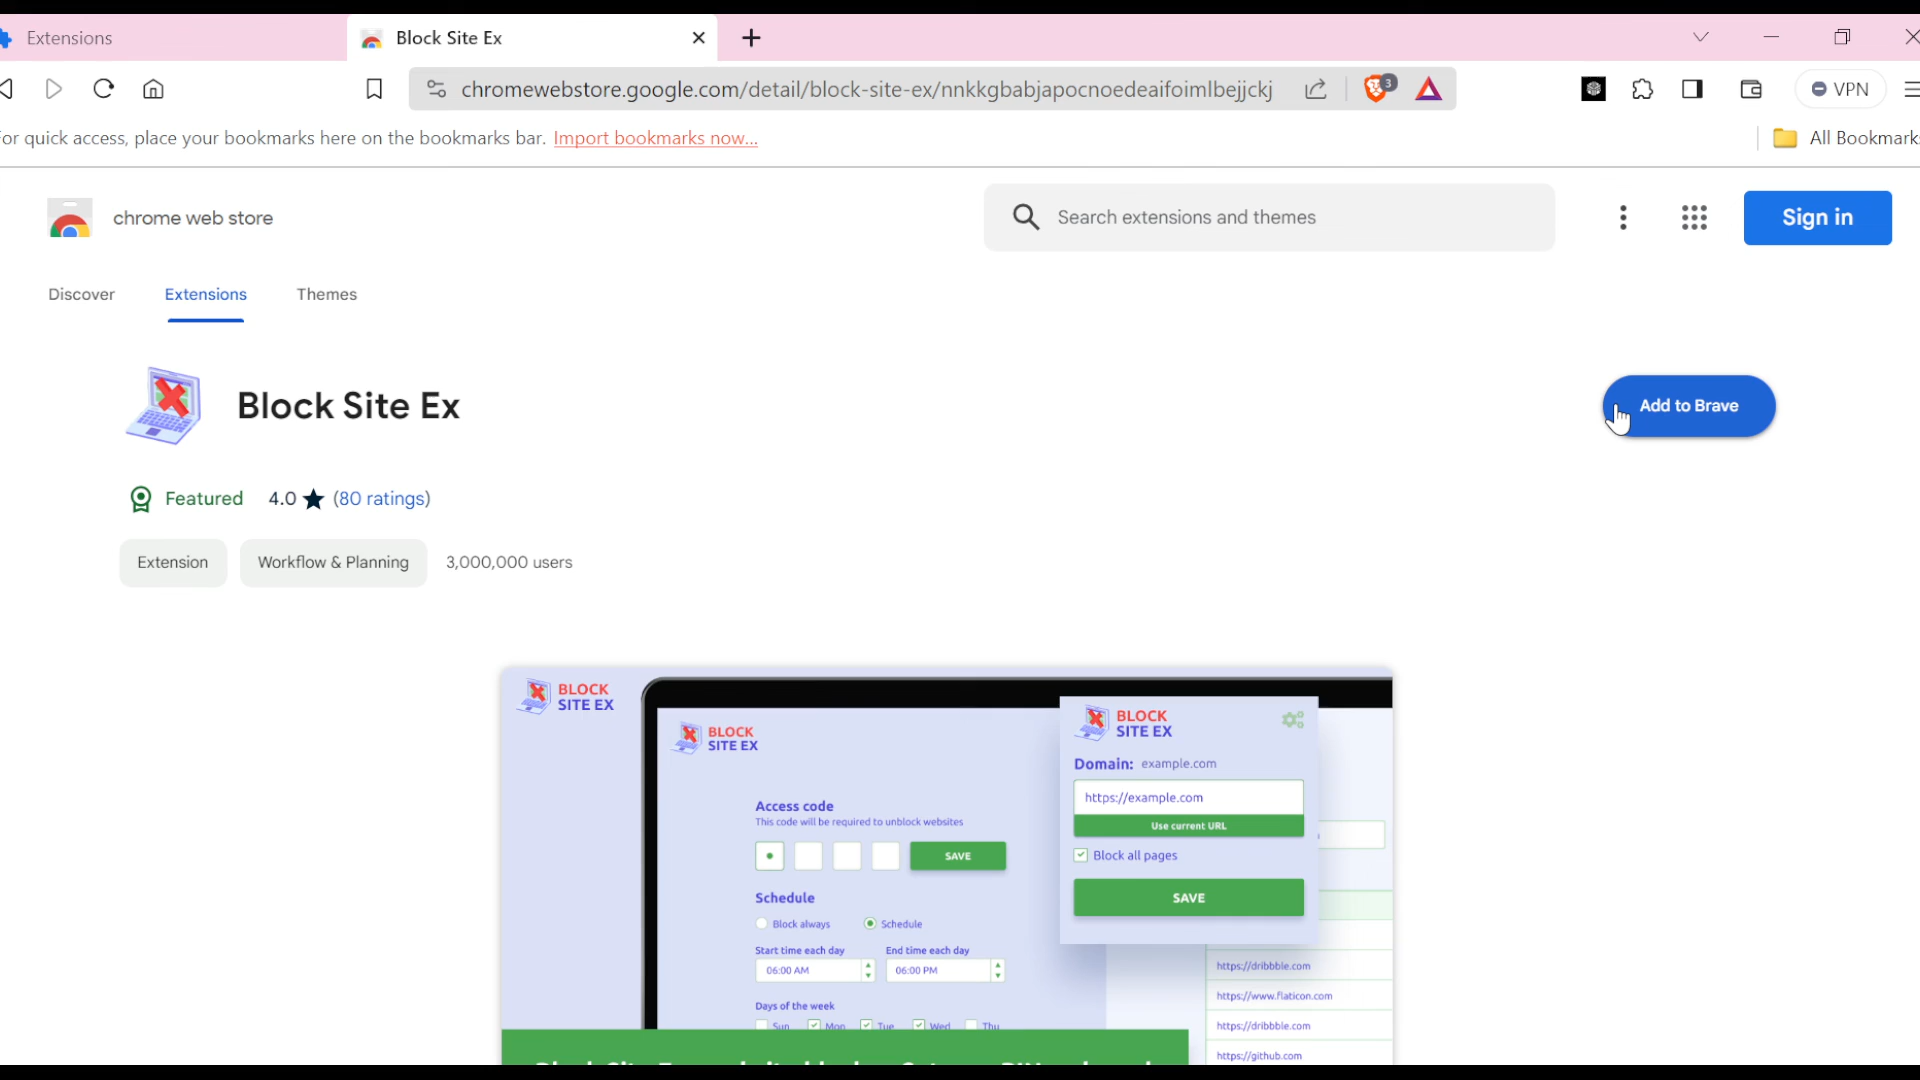 Extensions
Block Site Ex
chromewebstore.google.com/detail/block-site-ex/nnkkgbabjapocnoedeaifoimlbejjckj
3
VPN
or quick access, place your bookmarks here on the bookmarks bar. Import bookmarks now...
All Bookmarks
chrome web store
Search extensions and themes
Sign in
Discover
Extensions
Themes
Block Site Ex
Add to Brave
Featured 4.0 (80 ratings)
Extension
Workflow & Planning
3,000,000 users
BLOCK
SITE EX
BLOCK
SITE EX
Access code
This code will be required to unblock websites
SAVE
Schedule
Block always
Schedule
Start time each day
End time each day
06:00 AM
06:00 PM
Days of the week
Sun Mon Tue Wed Thu
BLOCK
SITE EX
Domain: example.com
https://example.com
Use current URL
Block all pages
SAVE
https://dribbble.com
https://www.flaticon.com
https://dribbble.com
https://github.com